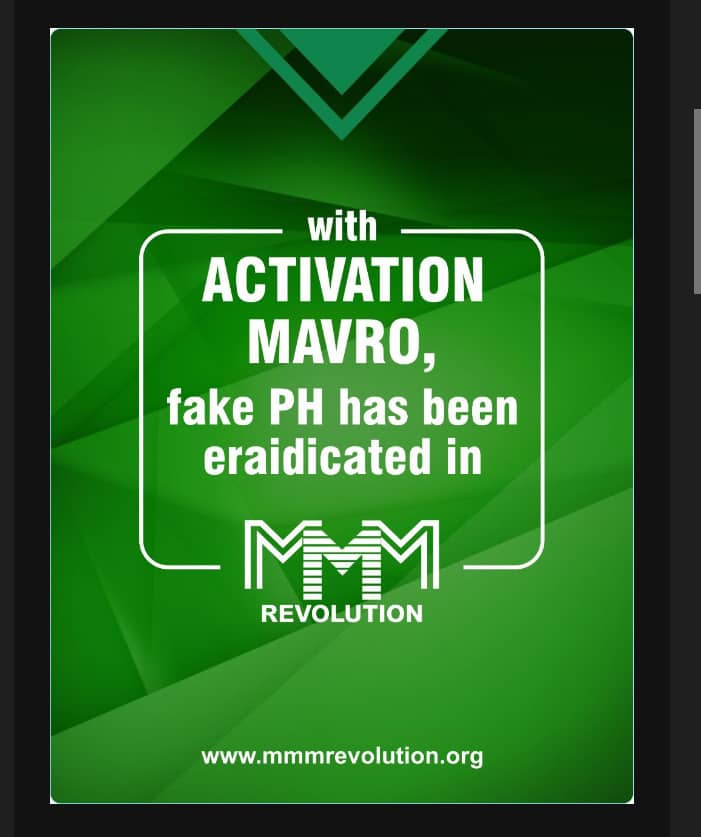 with
ACTIVATION
MAVRO,
fake PH has been
eraidicated in
MMM
REVOLUTION
www.mmmrevolution.org